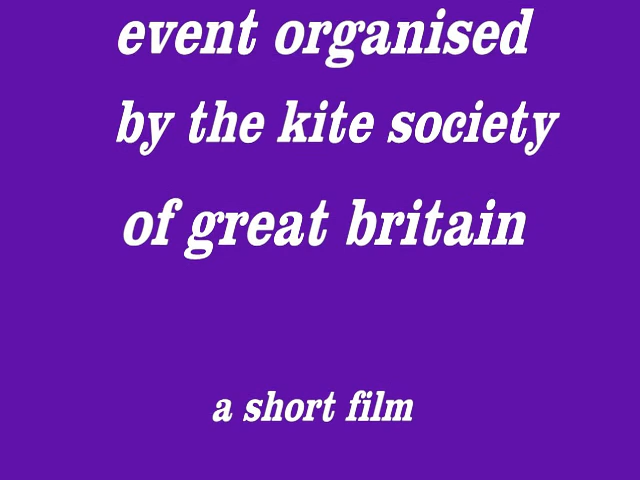 event organised
by the kite society
of great britain
a short film